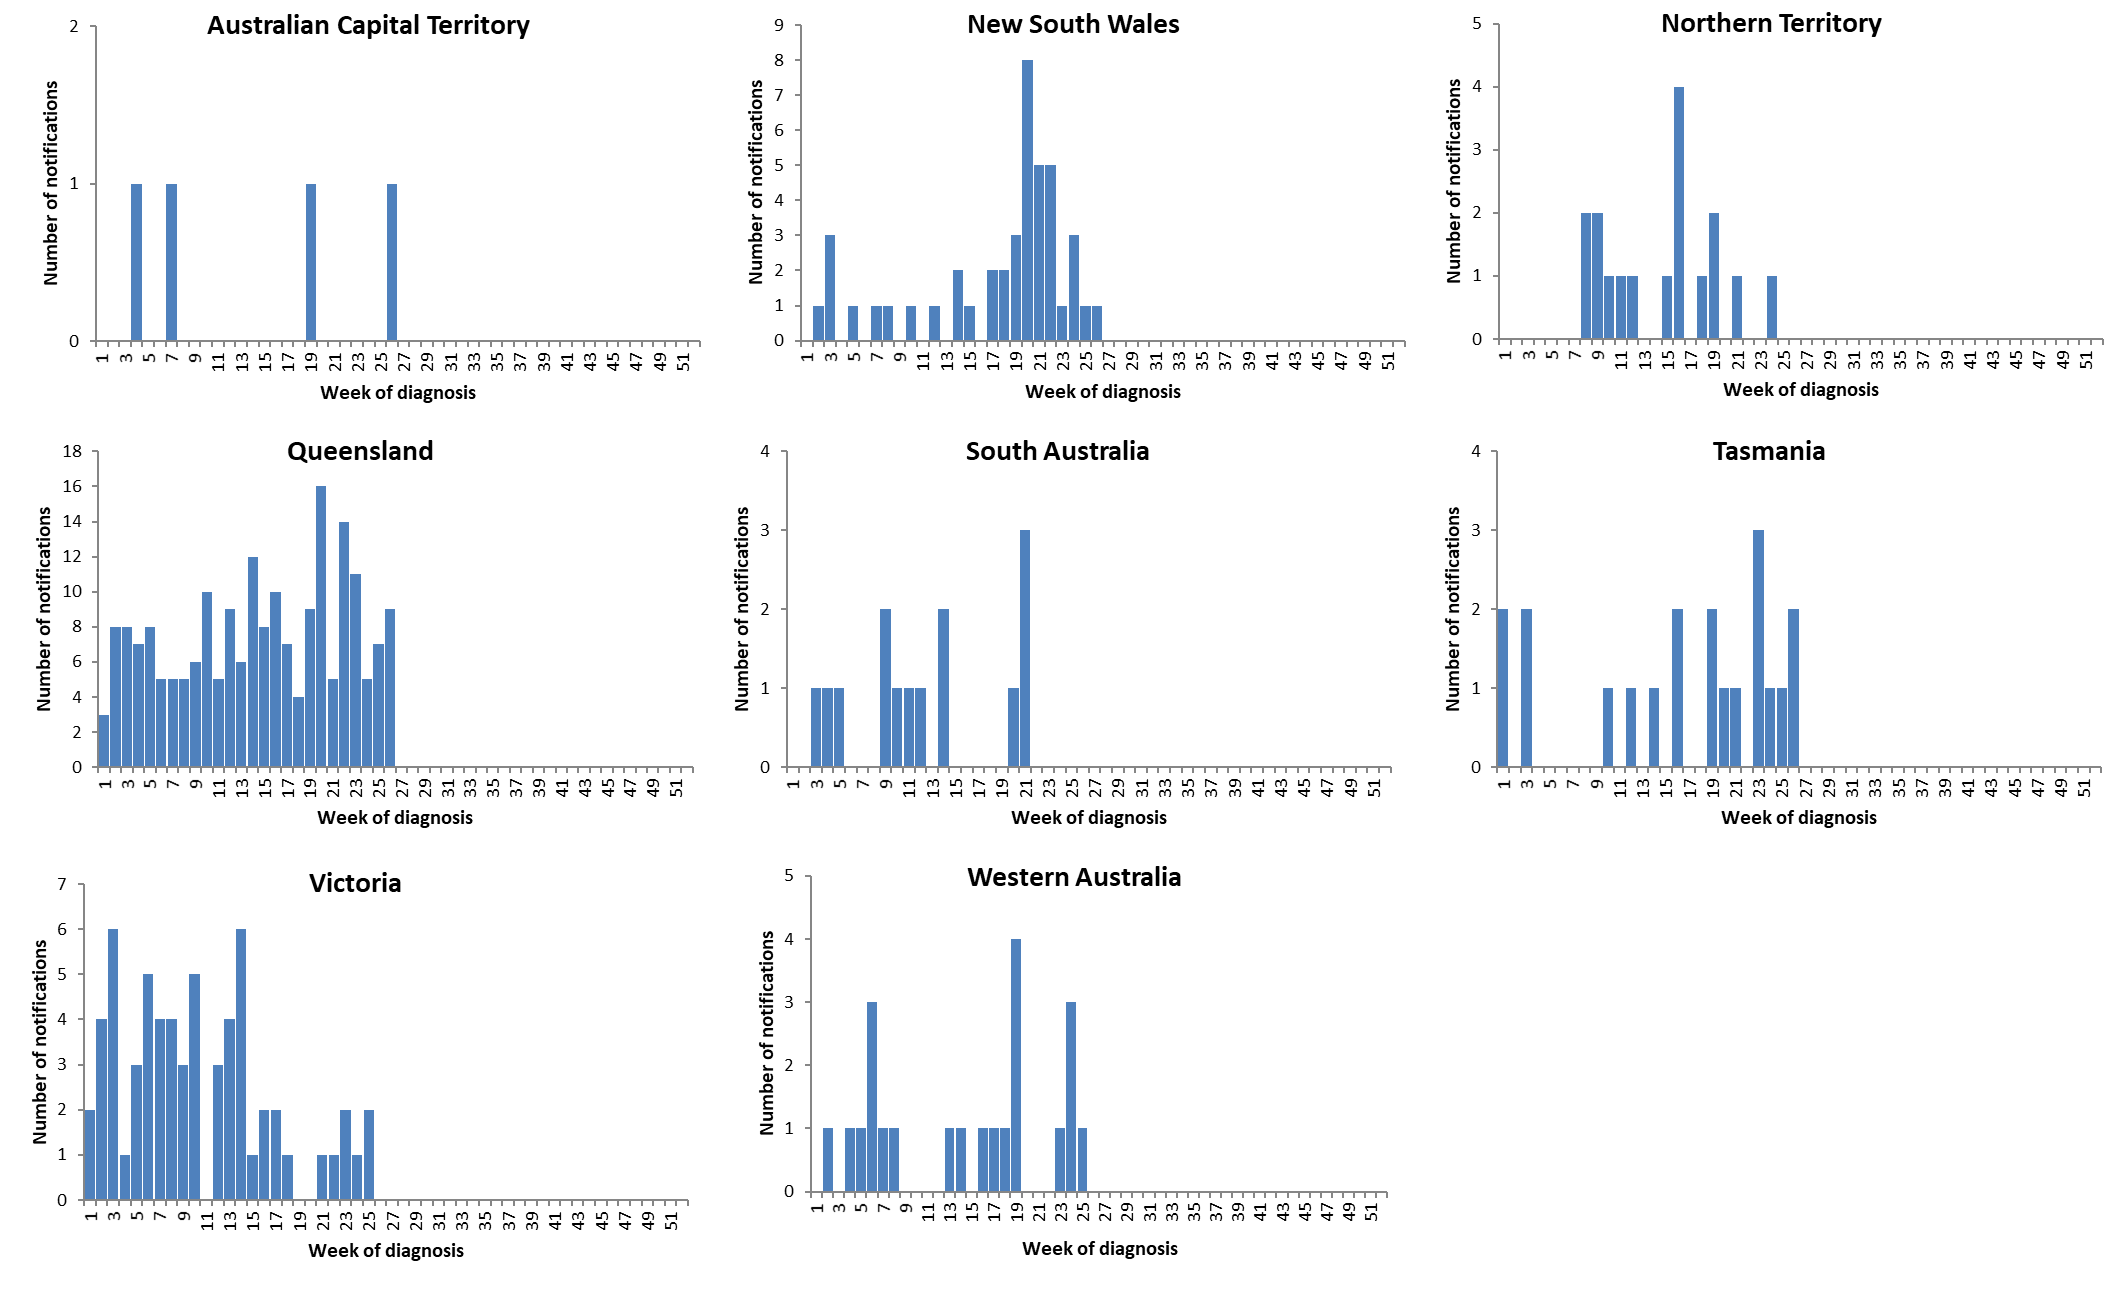 Australian Capital Territory
Number of notifications
2
1
0
1 3 5 7 9 11 13 15 17 19 21 23 25 27 29 31 33 35 37 39 41 43 45 47 49 51
Week of diagnosis
New South Wales
Number of notifications
9
8
7
6
5
4
3
2
1
0
1 3 5 7 9 11 13 15 17 19 21 23 25 27 29 31 33 35 37 39 41 43 45 47 49 51
Week of diagnosis
Northern Territory
Number of notifications
5
4
3
2
1
0
1 3 5 7 9 11 13 15 17 19 21 23 25 27 29 31 33 35 37 39 41 43 45 47 49 51
Week of diagnosis
Queensland
Number of notifications
18
16
14
12
10
8
6
4
2
0
1 3 5 7 9 11 13 15 17 19 21 23 25 27 29 31 33 35 37 39 41 43 45 47 49 51
Week of diagnosis
South Australia
Number of notifications
4
3
2
1
0
1 3 5 7 9 11 13 15 17 19 21 23 25 27 29 31 33 35 37 39 41 43 45 47 49 51
Week of diagnosis
Tasmania
Number of notifications
4
3
2
1
0
1 3 5 7 9 11 13 15 17 19 21 23 25 27 29 31 33 35 37 39 41 43 45 47 49 51
Week of diagnosis
Victoria
Number of notifications
7
6
5
4
3
2
1
0
1 3 5 7 9 11 13 15 17 19 21 23 25 27 29 31 33 35 37 39 41 43 45 47 49 51
Week of diagnosis
Western Australia
Number of notifications
5
4
3
2
1
0
1 3 5 7 9 11 13 15 17 19 21 23 25 27 29 31 33 35 37 39 41 43 45 47 49 51
Week of diagnosis